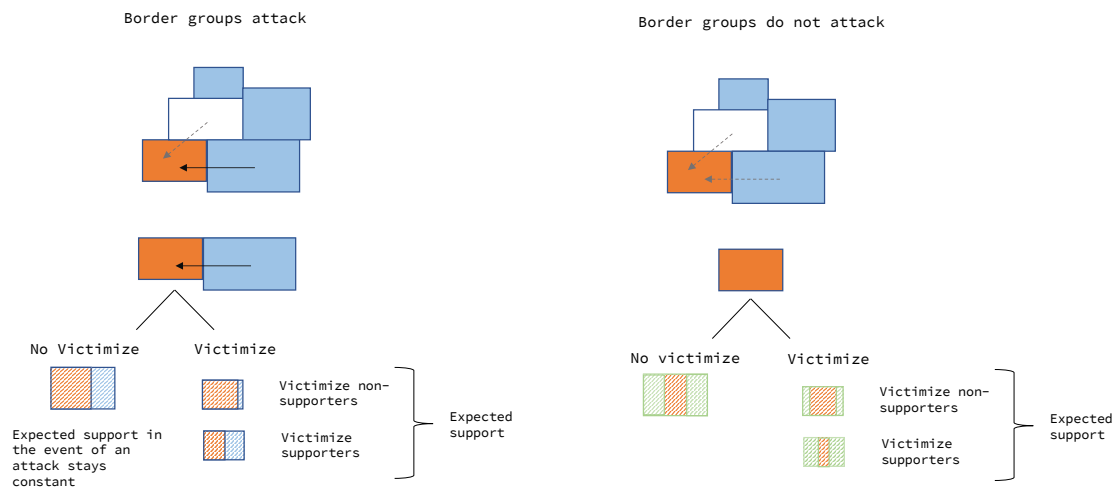 Border groups attack
Border groups do not attack
No Victimize
Victimize
Victimize non-
supporters
Victimize
supporters
Expected
support
Expected support in
the event of an
attack stays
constant
No victimize
Victimize
Victimize non-
supporters
Victimize
supporters
Expected
support